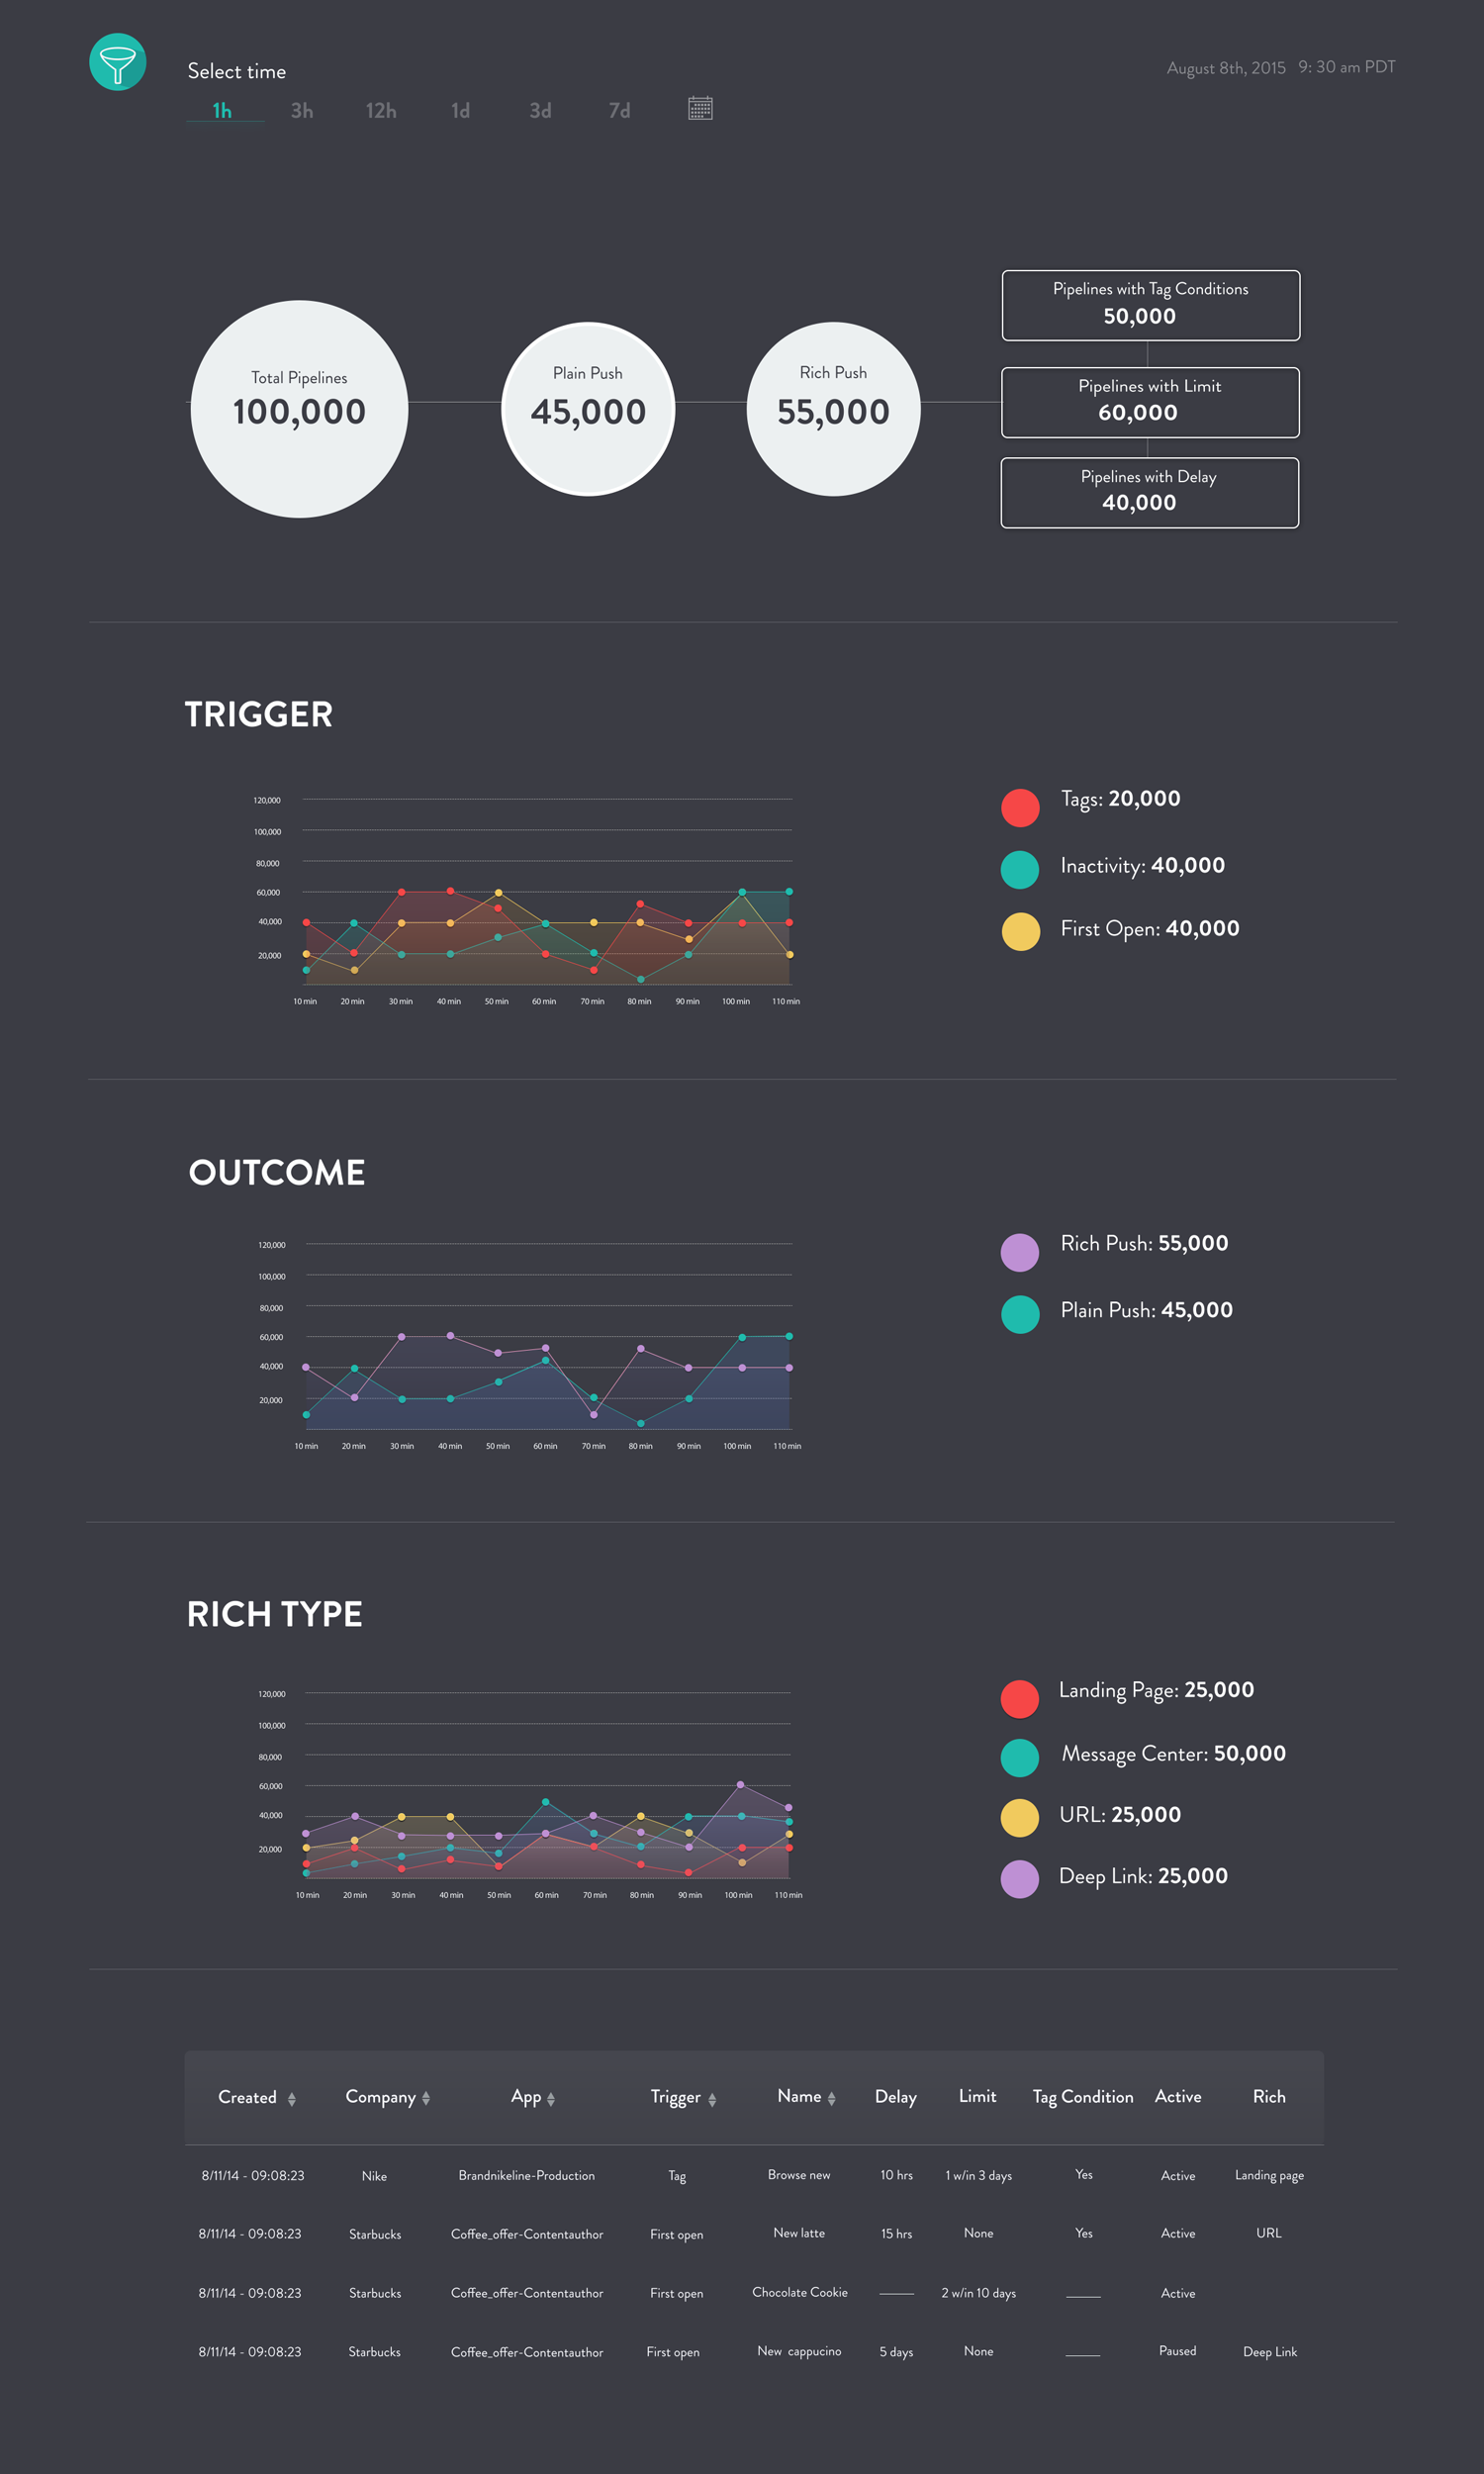 Select time
August 8th, 2015 9: 30 am PDT
1h 3h 12h 1d 3d 7d
Total Pipelines
100,000
Plain Push
45,000
Rich Push
55,000
Pipelines with Tag Conditions
50,000
Pipelines with Limit
60,000
Pipelines with Delay
40,000
TRIGGER
120,000
100,000
80,000
60,000
40,000
20,000
10 min 20 min 30 min 40 min 50 min 60 min 70 min 80 min 90 min 100 min 110 min
Tags: 20,000
Inactivity: 40,000
First Open: 40,000
OUTCOME
120,000
100,000
80,000
60,000
40,000
20,000
10 min 20 min 30 min 40 min 50 min 60 min 70 min 80 min 90 min 100 min 110 min
Rich Push: 55,000
Plain Push: 45,000
RICH TYPE
120,000
100,000
80,000
60,000
40,000
20,000
10 min 20 min 30 min 40 min 50 min 60 min 70 min 80 min 90 min 100 min 110 min
Landing Page: 25,000
Message Center: 50,000
URL: 25,000
Deep Link: 25,000
Created Company App Trigger Name Delay Limit Tag Condition Active Rich
8/11/14 - 09:08:23 Nike Brandnikeline-Production Tag Browse new 10 hrs 1 w/in 3 days Yes Active Landing page
8/11/14 - 09:08:23 Starbucks Coffee_offer-Contentauthor First open New latte 15 hrs None Yes Active URL
8/11/14 - 09:08:23 Starbucks Coffee_offer-Contentauthor First open Chocolate Cookie 2 w/in 10 days Active
8/11/14 - 09:08:23 Starbucks Coffee_offer-Contentauthor First open New cappucino 5 days None Paused Deep Link